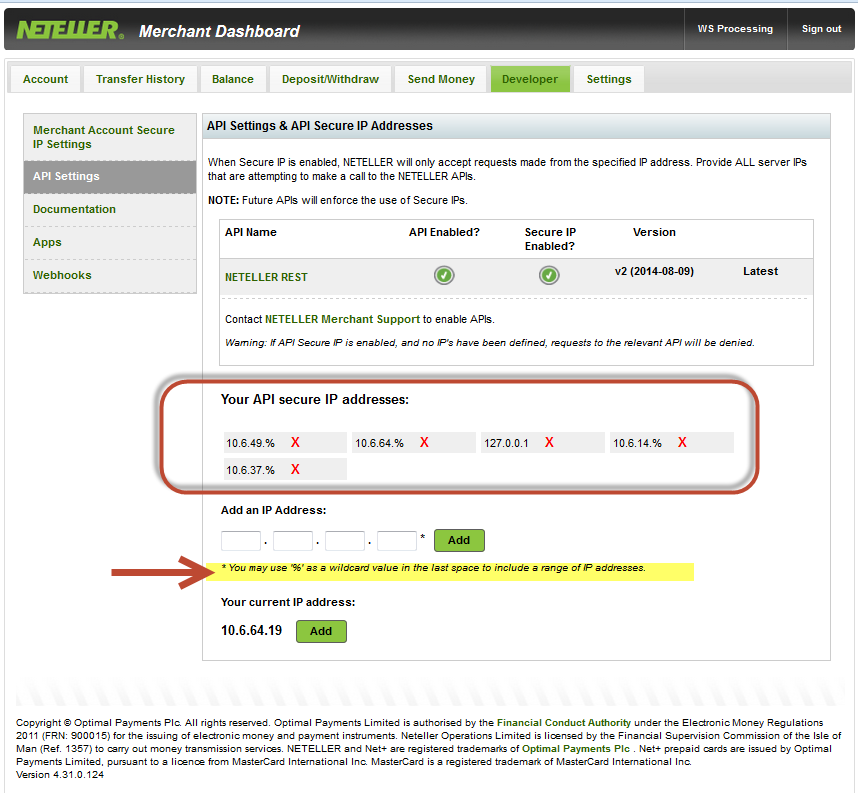 NETELLER® Merchant Dashboard WS Processing Sign out
Account Transfer History Balance Deposit/Withdraw Send Money Developer Settings
Merchant Account Secure
IP Settings
API Settings
Documentation
Apps
Webhooks
API Settings & API Secure IP Addresses
When Secure IP is enabled, NETELLER will only accept requests made from the specified IP address. Provide ALL server IPs
that are attempting to make a call to the NETELLER APIs.
NOTE: Future APIs will enforce the use of Secure IPs.
API Name API Enabled? Secure IP Version
Enabled?
NETELLER REST v2 (2014-08-09) Latest
Contact NETELLER Merchant Support to enable APIs.
Warning: If API Secure IP is enabled, and no IP's have been defined, requests to the relevant API will be denied.
Your API secure IP addresses:
10.6.49.% X 10.6.64.% X 127.0.0.1 X 10.6.14.% X
10.6.37.% X
Add an IP Address:
. . . * Add
* You may use '%' as a wildcard value in the last space to include a range of IP addresses.
Your current IP address:
10.6.64.19 Add
Copyright © Optimal Payments Plc. All rights reserved. Optimal Payments Limited is authorised by the Financial Conduct Authority under the Electronic Money Regulations
2011 (FRN: 900015) for the issuing of electronic money and payment instruments. Neteller Operations Limited is licensed by the Financial Supervision Commission of the Isle of
Man (Ref. 1357) to carry out money transmission services. NETELLER and Net+ are registered trademarks of Optimal Payments Plc . Net+ prepaid cards are issued by Optimal
Payments Limited, pursuant to a licence from MasterCard International Inc. MasterCard is a registered trademark of MasterCard International Inc.
Version 4.31.0.124